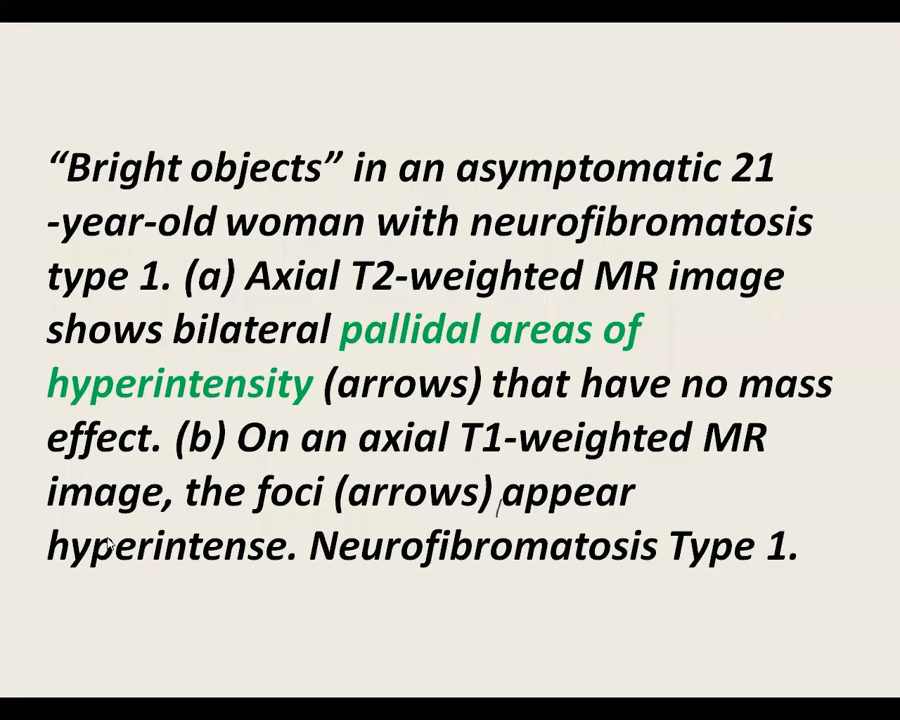 “Bright objects” in an asymptomatic 21
-year-old woman with neurofibromatosis
type 1. (a) Axial T2-weighted MR image
shows bilateral pallidal areas of
hyperintensity (arrows) that have no mass
effect. (b) On an axial T1-weighted MR
image, the foci (arrows) appear
hyperintense. Neurofibromatosis Type 1.